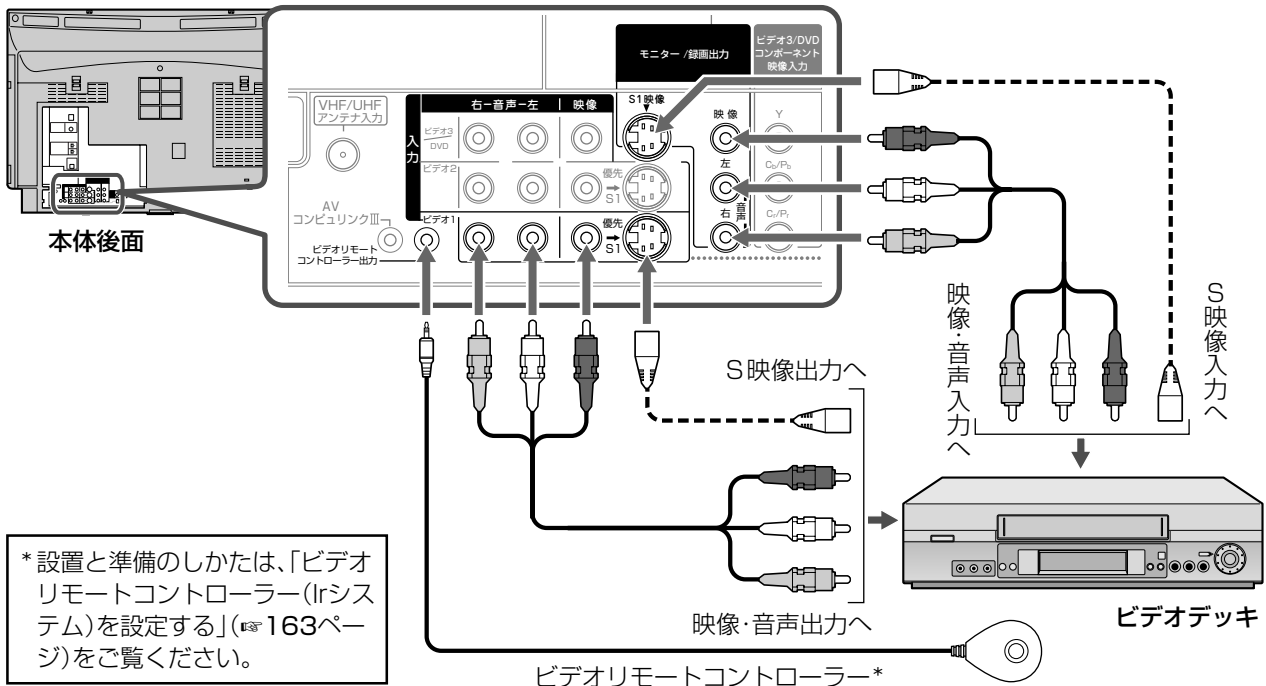 モニター/録画出力
ビデオ3/DVD
コンポーネント
映像入力
VHF/UHF
アンテナ入力
入力
右-音声-左
映像
S1映像
映像
Y
ビデオ3
DVD
左
CB/PB
ビデオ2
優先
S1
AV
コンピュリンクⅢ
ビデオ1
右
音声
CR/PR
優先
S1
ビデオリモート
コントローラー出力
本体後面
映像・音声入力へ
S映像入力へ
S映像出力へ
映像・音声出力へ
ビデオデッキ
*設置と準備のしかたは、「ビデオ
リモートコントローラー(Irシス
テム)を設定する」(☞163ペー
ジ)をご覧ください。
ビデオリモートコントローラー*